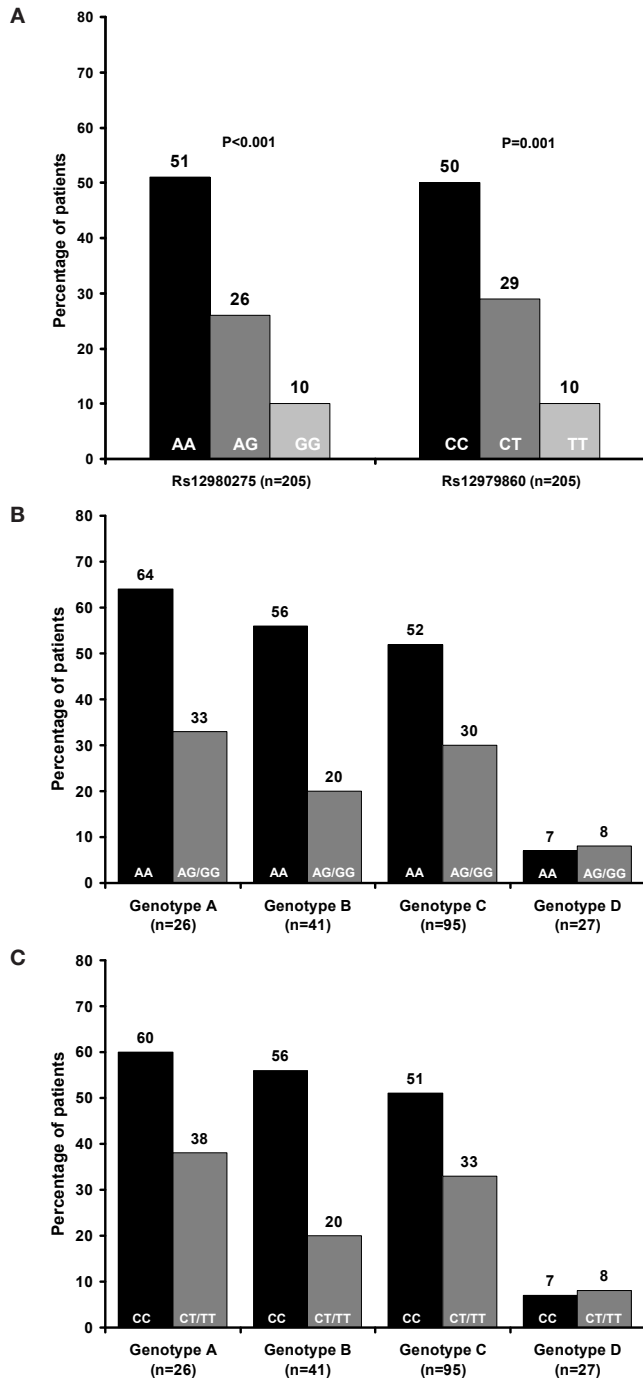 A
Percentage of patients
80
70
60
50
40
30
20
10
0
P<0.001
P=0.001
51
26
10
50
29
10
AA AG GG
CC CT TT
Rs12980275 (n=205)
Rs12979860 (n=205)
B
Percentage of patients
80
70
60
50
40
30
20
10
0
64
33
56
20
52
30
7
8
AA AG/GG AA AG/GG AA AG/GG AA AG/GG
Genotype A
(n=26)
Genotype B
(n=41)
Genotype C
(n=95)
Genotype D
(n=27)
C
Percentage of patients
80
70
60
50
40
30
20
10
0
60
38
56
20
51
33
7
8
CC CT/TT CC CT/TT CC CT/TT CC CT/TT
Genotype A
(n=26)
Genotype B
(n=41)
Genotype C
(n=95)
Genotype D
(n=27)